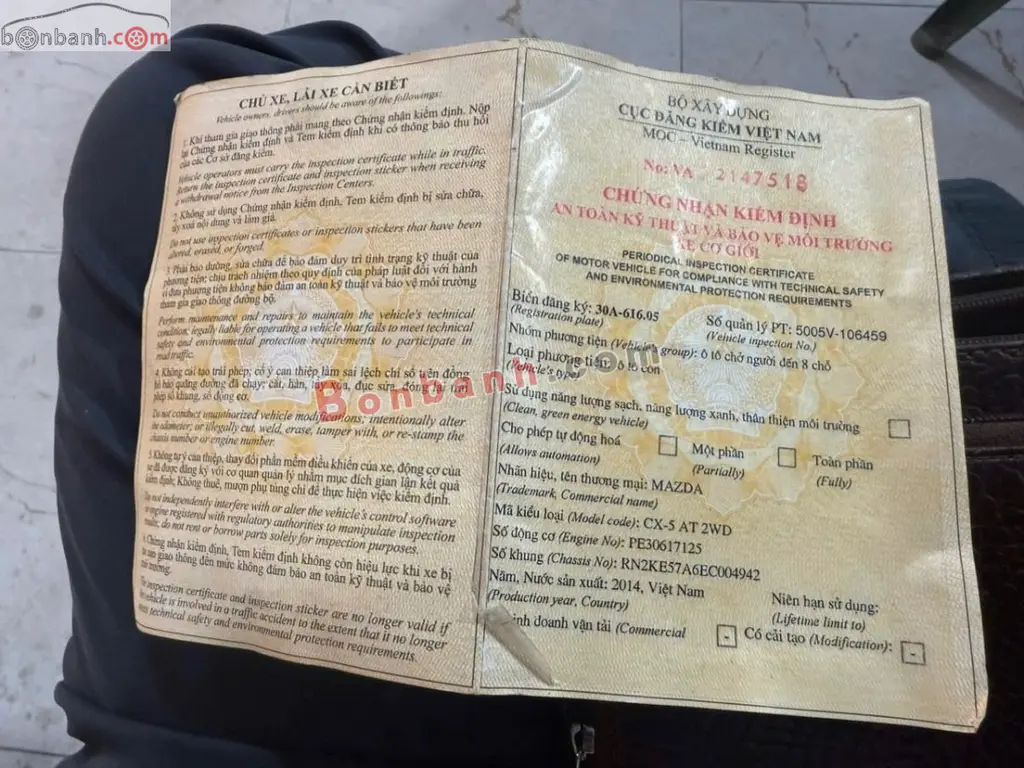 bonbanh.com
CHỦ XE, LÁI XE CẦN BIẾT
Vehicle owners, drivers should be aware of the followings:
1. Khi tham gia giao thông phải mang theo Chứng nhận kiểm định. Nộp
lại Chứng nhận kiểm định và Tem kiểm định khi có thông báo thu hồi
của các Cơ sở đăng kiểm.
Vehicle operators must carry the inspection certificate while in traffic.
Return the inspection certificate and inspection sticker when receiving
a withdrawal notice from the Inspection Centers.
2. Không sử dụng Chứng nhận kiểm định, Tem kiểm định bị sửa chữa,
tẩy xoá nội dung và làm giả.
Do not use inspection certificates or inspection stickers that have been
altered, erased, or forged.
3. Phải bảo dưỡng, sửa chữa để bảo đảm duy trì tình trạng kỹ thuật của
phương tiện; chịu trách nhiệm theo quy định của pháp luật đối với hành
vi đưa phương tiện không bảo đảm an toàn kỹ thuật và bảo vệ môi trường
tham gia giao thông đường bộ.
Perform maintenance and repairs to maintain the vehicle's technical
condition; legally liable for operating a vehicle that fails to meet technical
safety and environmental protection requirements to participate in
road traffic.
4. Không cải tạo trái phép; cố ý can thiệp làm sai lệch chỉ số trên đồng
hồ báo quãng đường đã chạy; cắt, hàn, tẩy xóa, đục sửa, đóng lại trái
phép số khung, số động cơ.
Do not conduct unauthorized vehicle modifications; intentionally alter
the odometer; or illegally cut, weld, erase, tamper with, or re-stamp the
chassis number or engine number.
5. Không tự ý can thiệp, thay đổi phần mềm điều khiển của xe, động cơ của
xe đã được đăng ký với cơ quan quản lý nhằm mục đích gian lận kết quả
kiểm định; Không thuê, mượn phụ tùng chỉ để thực hiện việc kiểm định.
Do not independently interfere with or alter the vehicle's control software
or engine registered with regulatory authorities to manipulate inspection
results; do not rent or borrow parts solely for inspection purposes.
Chứng nhận kiểm định, Tem kiểm định không còn hiệu lực khi xe bị
tai nạn giao thông đến mức không đảm bảo an toàn kỹ thuật và bảo vệ
môi trường.
inspection certificate and inspection sticker are no longer valid if
vehicle is involved in a traffic accident to the extent that it no longer
technical safety and environmental protection requirements.
BỘ XÂY DỰNG
CỤC ĐĂNG KIỂM VIỆT NAM
MOC – Vietnam Register
No: VA 2147518
CHỨNG NHẬN KIỂM ĐỊNH
AN TOÀN KỸ THUẬT VÀ BẢO VỆ MÔI TRƯỜNG
XE CƠ GIỚI
PERIODICAL INSPECTION CERTIFICATE
OF MOTOR VEHICLE FOR COMPLIANCE WITH TECHNICAL SAFETY
AND ENVIRONMENTAL PROTECTION REQUIREMENTS
Biển đăng ký: 30A-616.05 Số quản lý PT: 5005V-106459
(Registration plate) (Vehicle inspection No.)
Nhóm phương tiện (Vehicle's group): ô tô chở người đến 8 chỗ
Loại phương tiện: ô tô con
(Vehicle's type)
Sử dụng năng lượng sạch, năng lượng xanh, thân thiện môi trường
(Clean, green energy vehicle)
Cho phép tự động hoá Một phần Toàn phần
(Allows automation) (Partially) (Fully)
Nhãn hiệu, tên thương mại: MAZDA
(Trademark, Commercial name)
Mã kiểu loại (Model code): CX-5 AT 2WD
Số động cơ (Engine No): PE30617125
Số khung (Chassis No): RN2KE57A6EC004942
Năm, Nước sản xuất: 2014, Việt Nam Niên hạn sử dụng:
(Production year, Country) (Lifetime limit to)
inh doanh vận tải (Commercial - Có cải tạo (Modification): -
Bonbanh.com